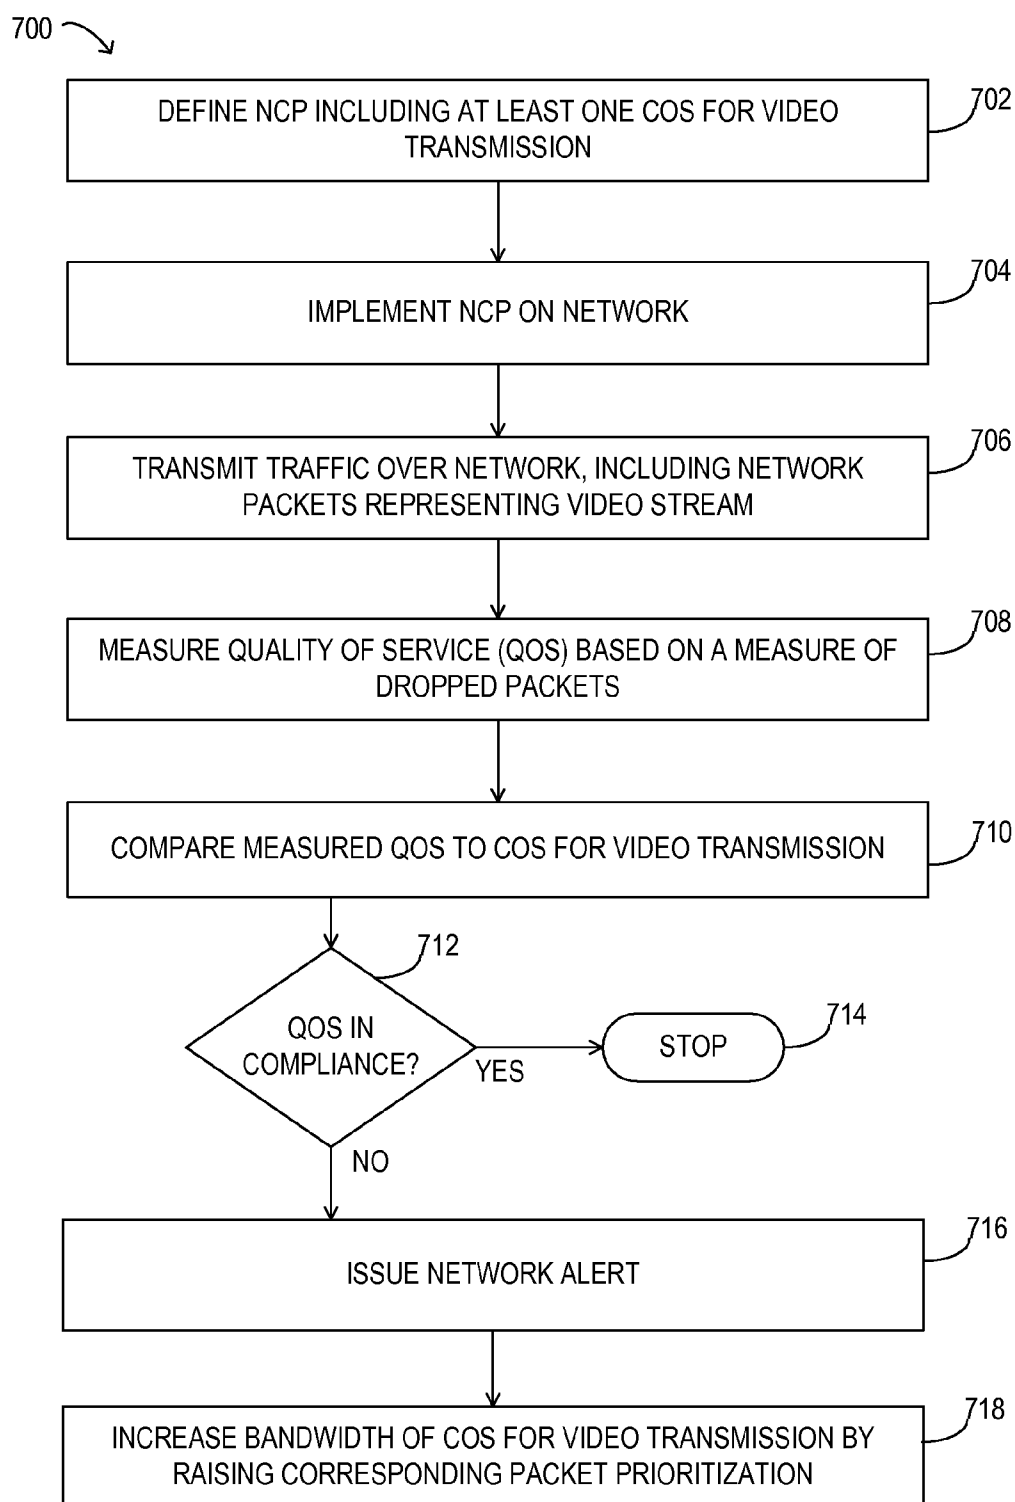 700
DEFINE NCP INCLUDING AT LEAST ONE COS FOR VIDEO
TRANSMISSION
702
IMPLEMENT NCP ON NETWORK
704
TRANSMIT TRAFFIC OVER NETWORK, INCLUDING NETWORK
PACKETS REPRESENTING VIDEO STREAM
706
MEASURE QUALITY OF SERVICE (QOS) BASED ON A MEASURE OF
DROPPED PACKETS
708
COMPARE MEASURED QOS TO COS FOR VIDEO TRANSMISSION
710
QOS IN
COMPLIANCE?
712
YES
STOP
714
NO
ISSUE NETWORK ALERT
716
INCREASE BANDWIDTH OF COS FOR VIDEO TRANSMISSION BY
RAISING CORRESPONDING PACKET PRIORITIZATION
718